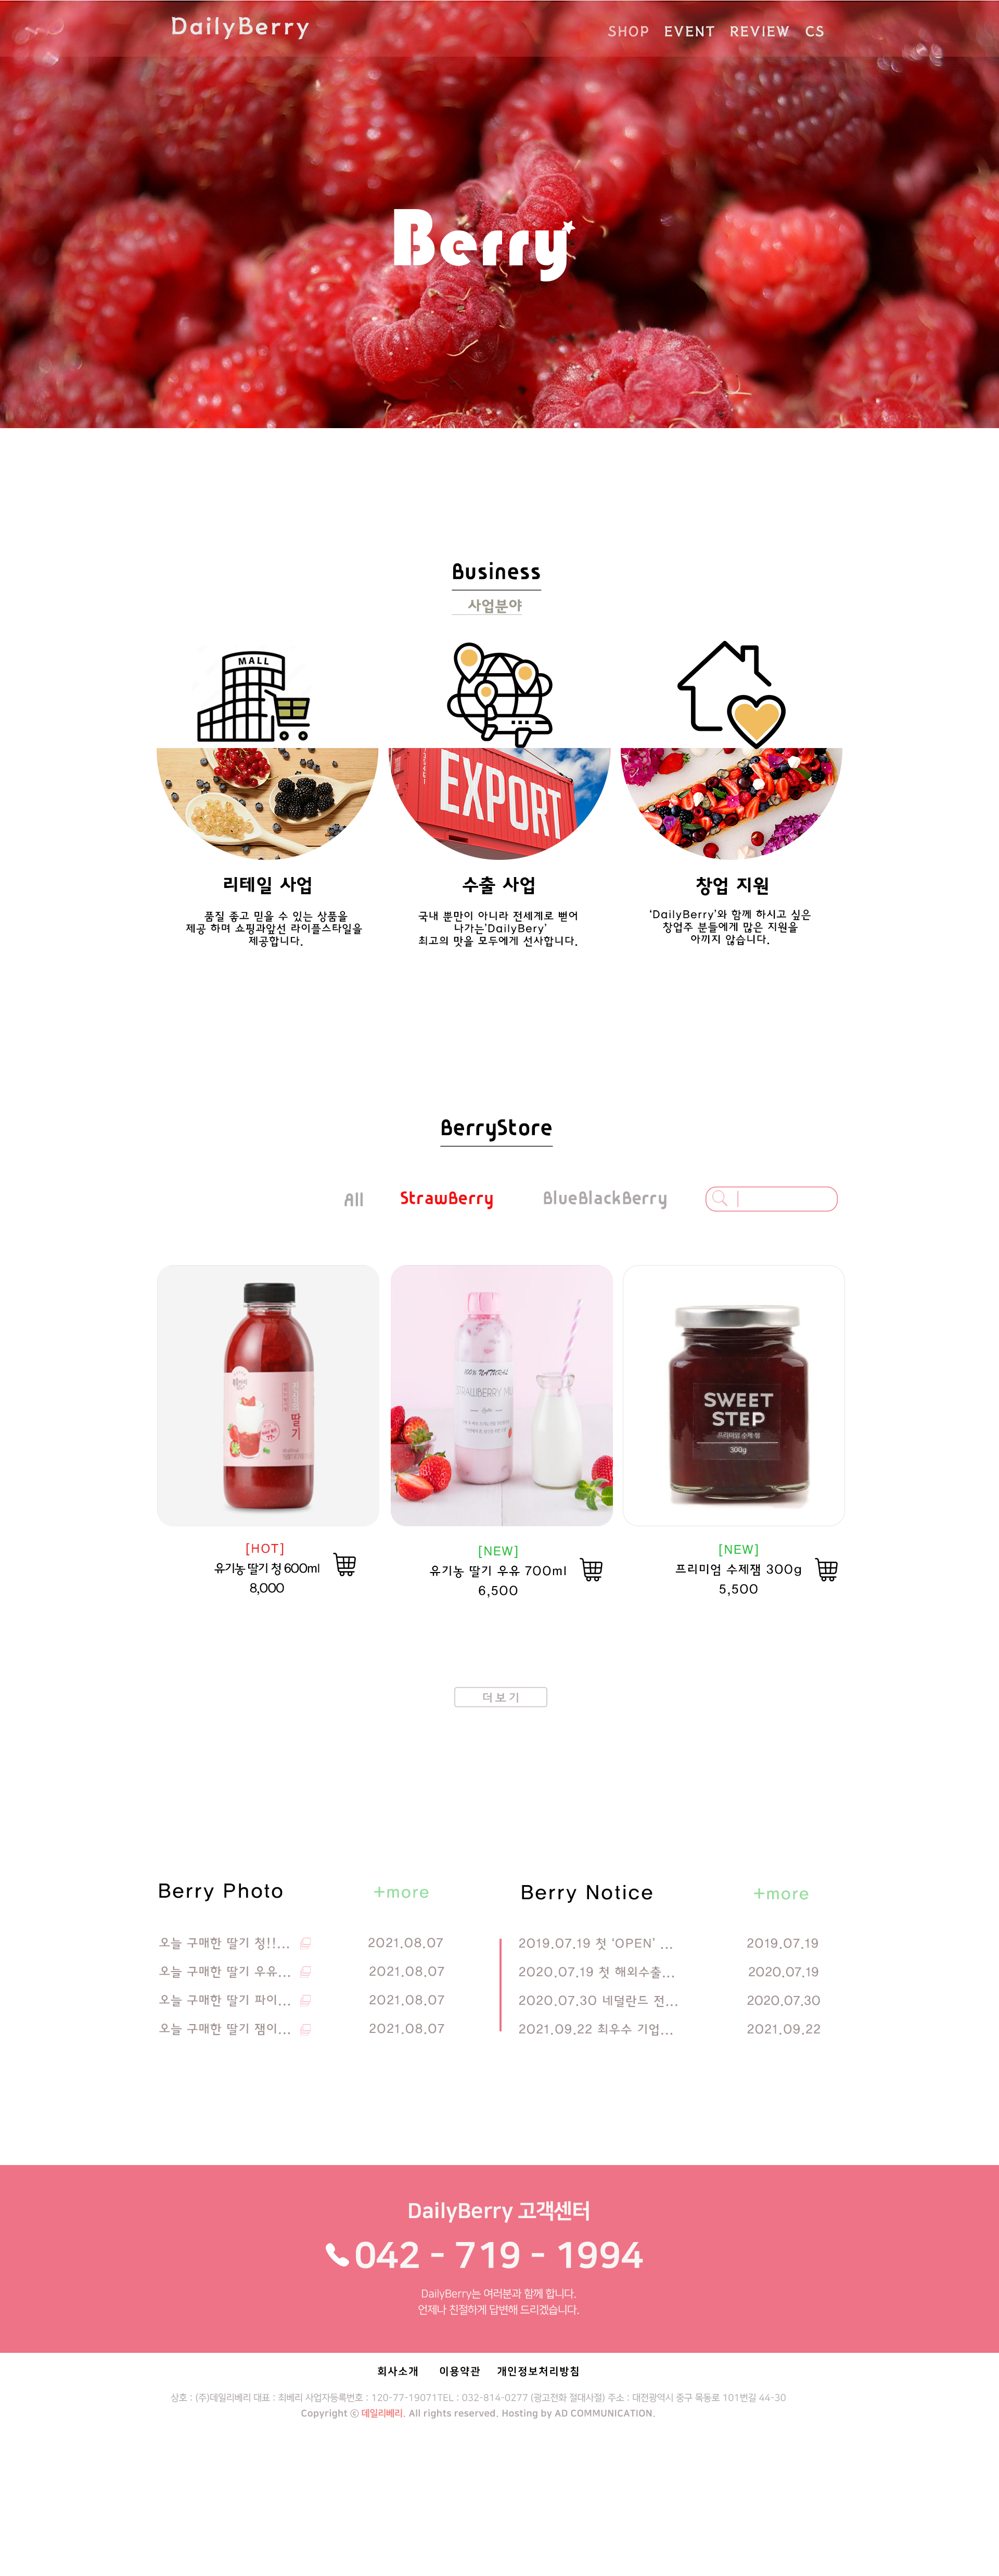 DailyBerry
SHOP EVENT REVIEW CS
Berry
Business
사업분야
MALL
EXPORT
리테일 사업
품질 좋고 믿을 수 있는 상품을
제공 하며 쇼핑과앞선 라이플스타일을
제공합니다.
수출 사업
국내 뿐만이 아니라 전세계로 뻗어
나가는'DailyBery'
최고의 맛을 모두에게 선사합니다.
창업 지원
'DailyBerry'와 함께 하시고 싶은
창업주 분들에게 많은 지원을
아끼지 않습니다.
BerryStore
All StrawBerry BlueBlackBerry
딸기
100% NATURAL
STRAWBERRY MILK
SWEET
STEP
프리미엄 수제 잼
300g
[HOT]
유기농 딸기 청 600ml
8,000
[NEW]
유기농 딸기 우유 700ml
6,500
[NEW]
프리미엄 수제잼 300g
5,500
더보기
Berry Photo +more
오늘 구매한 딸기 청!!... 2021.08.07
오늘 구매한 딸기 우유... 2021.08.07
오늘 구매한 딸기 파이... 2021.08.07
오늘 구매한 딸기 잼이... 2021.08.07
Berry Notice +more
2019.07.19 첫 'OPEN' ... 2019.07.19
2020.07.19 첫 해외수출... 2020.07.19
2020.07.30 네덜란드 전... 2020.07.30
2021.09.22 최우수 기업... 2021.09.22
DailyBerry 고객센터
042 - 719 - 1994
DailyBerry는 여러분과 함께 합니다.
언제나 친절하게 답변해 드리겠습니다.
회사소개 이용약관 개인정보처리방침
상호 : (주)데일리베리 대표 : 최베리 사업자등록번호 : 120-77-19071TEL : 032-814-0277 (광고전화 절대사절) 주소 : 대전광역시 중구 목동로 101번길 44-30
Copyright ⓒ 데일리베리. All rights reserved. Hosting by AD COMMUNICATION.